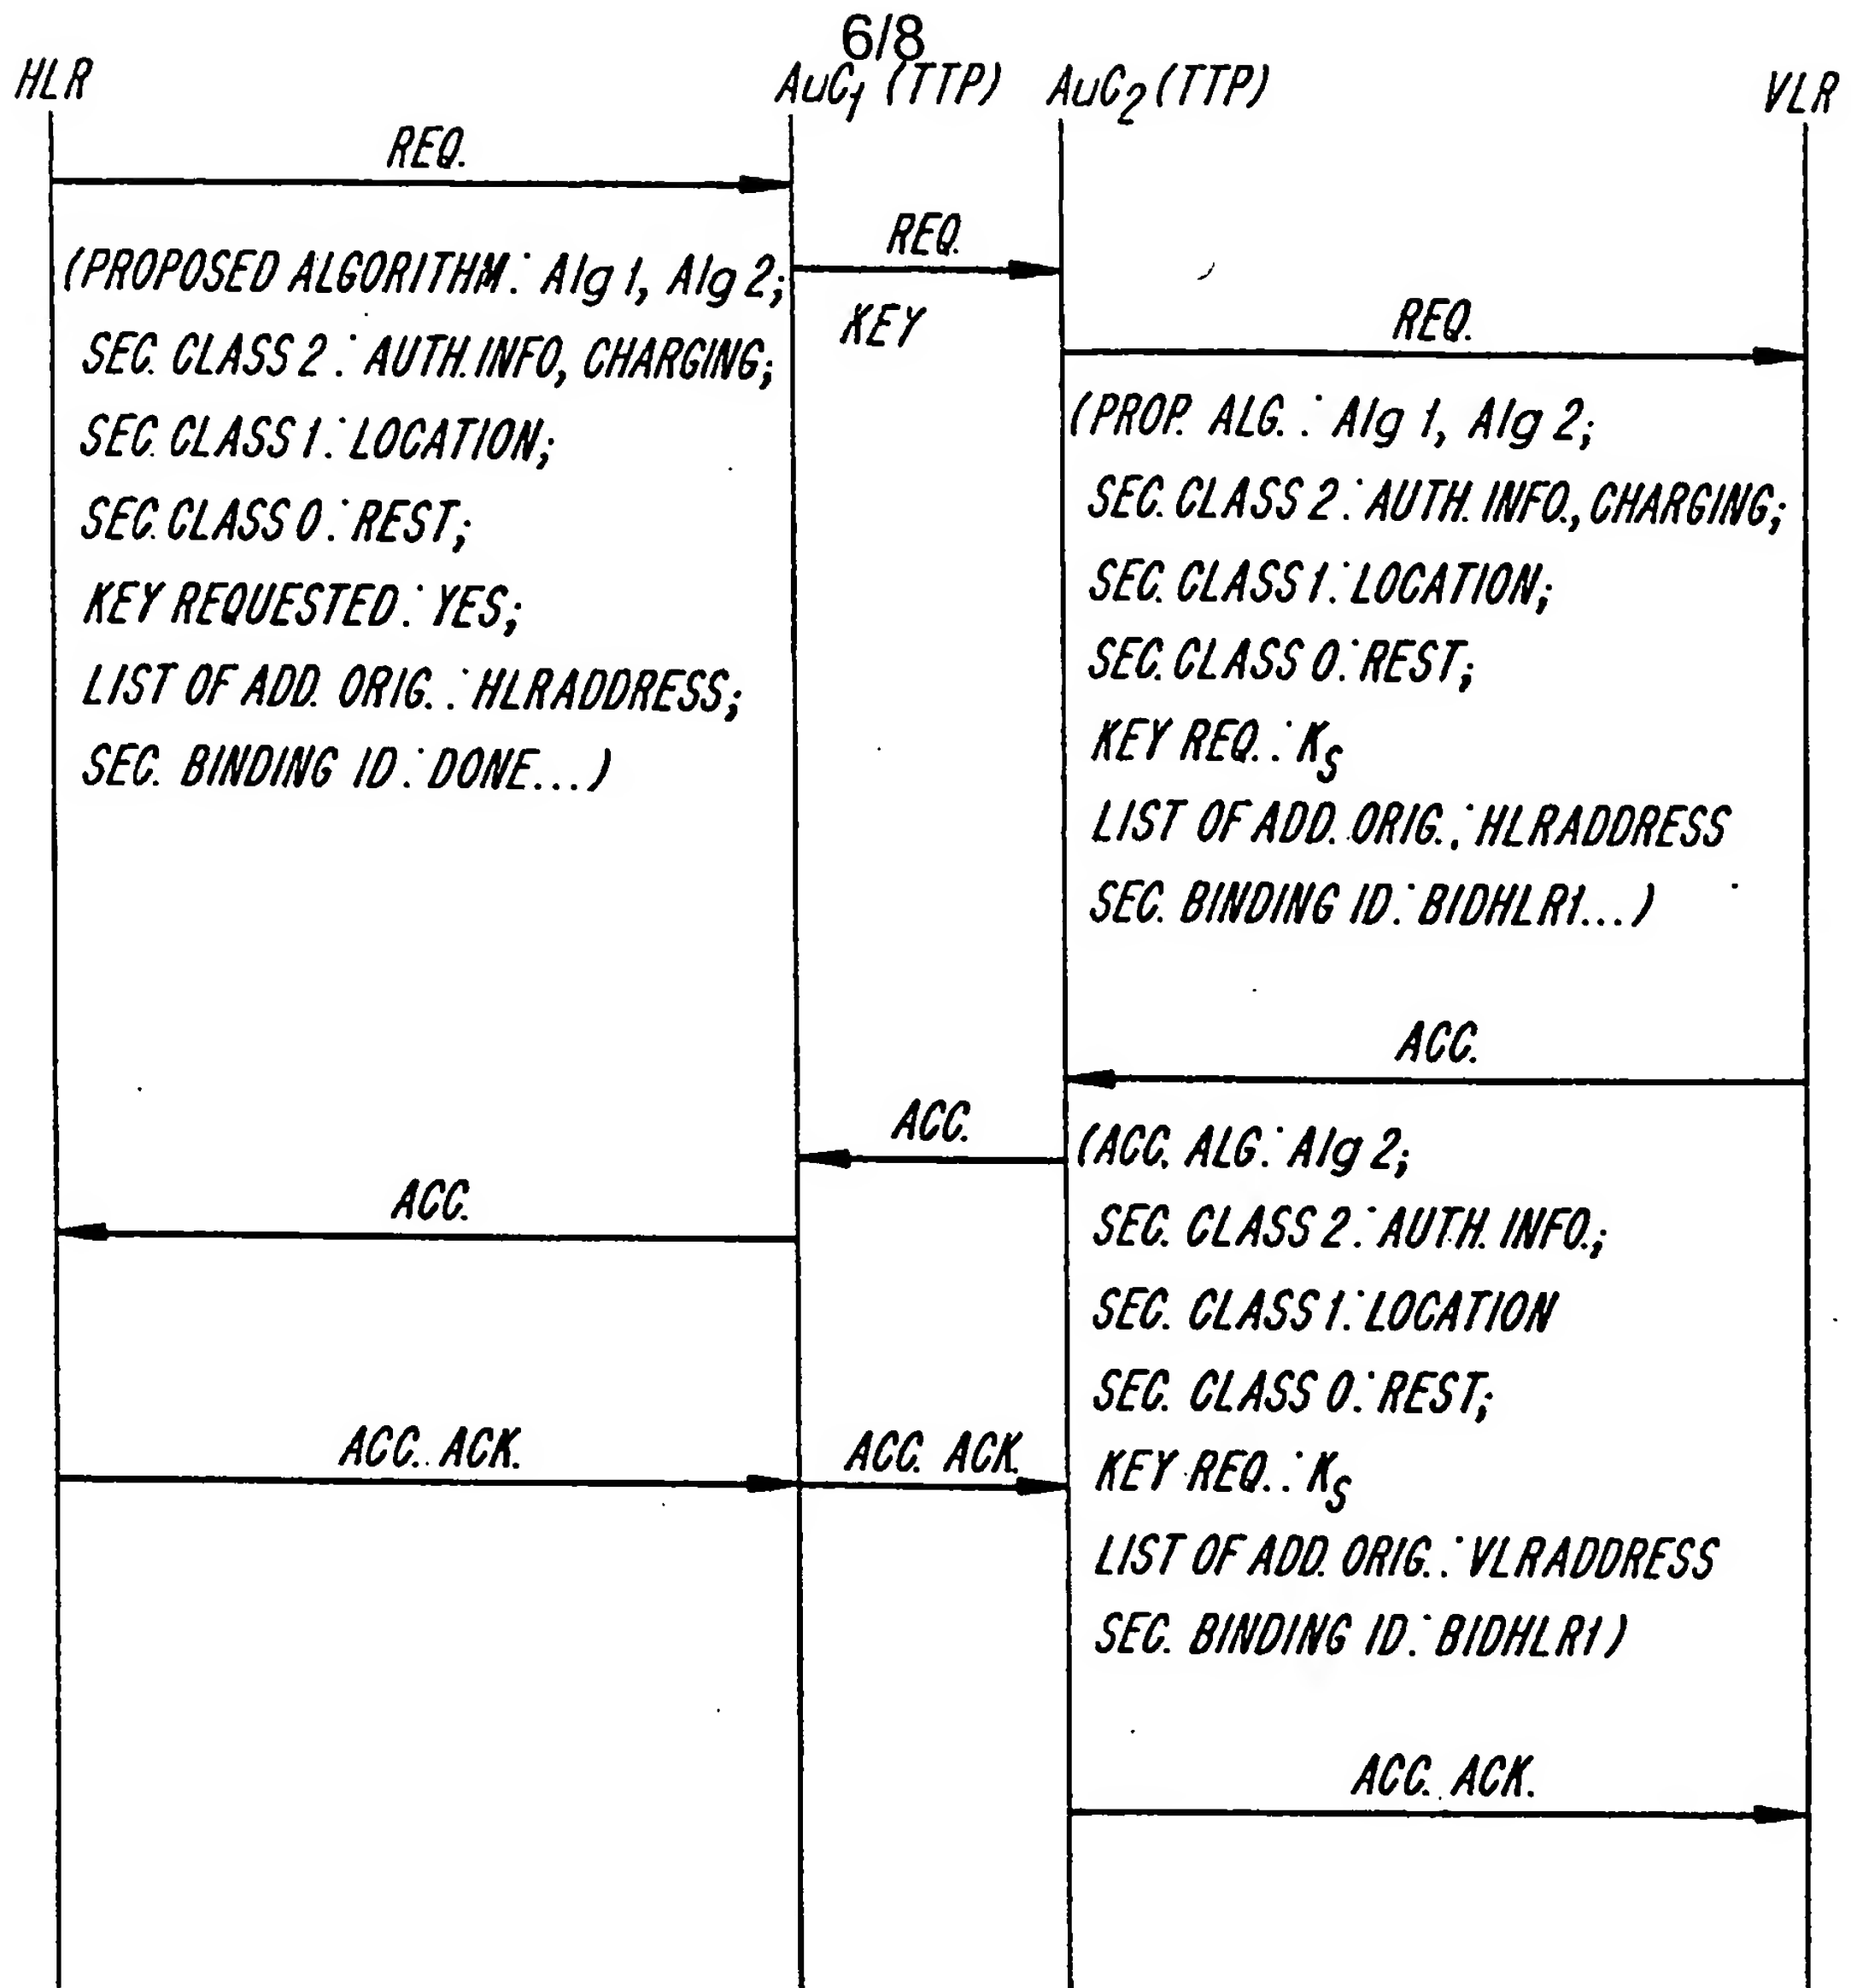 6/8
HLR
AuC1 (TTP)
AuC2 (TTP)
VLR
REQ.
REQ.
KEY
REQ.
(PROPOSED ALGORITHM: Alg 1, Alg 2;
SEC. CLASS 2: AUTH. INFO, CHARGING;
SEC. CLASS 1: LOCATION;
SEC. CLASS 0: REST;
KEY REQUESTED: YES;
LIST OF ADD. ORIG.: HLRADDRESS;
SEC. BINDING ID: DONE...)
(PROP. ALG.: Alg 1, Alg 2;
SEC. CLASS 2: AUTH. INFO., CHARGING;
SEC. CLASS 1: LOCATION;
SEC. CLASS 0: REST;
KEY REQ.: KS
LIST OF ADD. ORIG.: HLRADDRESS
SEC. BINDING ID: BIDHLR1...)
ACC.
ACC.
ACC.
(ACC. ALG: Alg 2;
SEC. CLASS 2: AUTH. INFO.;
SEC. CLASS 1: LOCATION
SEC. CLASS 0: REST;
KEY REQ.: KS
LIST OF ADD. ORIG.: VLRADDRESS
SEC. BINDING ID: BIDHLR1)
ACC. ACK.
ACC. ACK.
ACC. ACK.